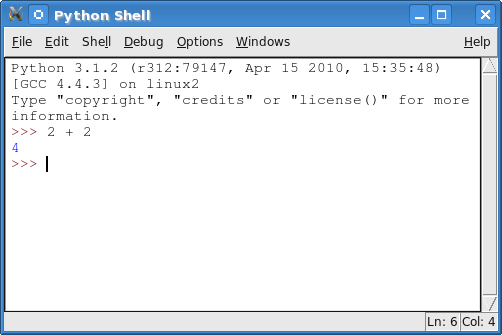 Python Shell
File Edit Shell Debug Options Windows Help
Python 3.1.2 (r312:79147, Apr 15 2010, 15:35:48)
[GCC 4.4.3] on linux2
Type "copyright", "credits" or "license()" for more
information.
>>> 2 + 2
4
>>>
Ln: 6 Col: 4